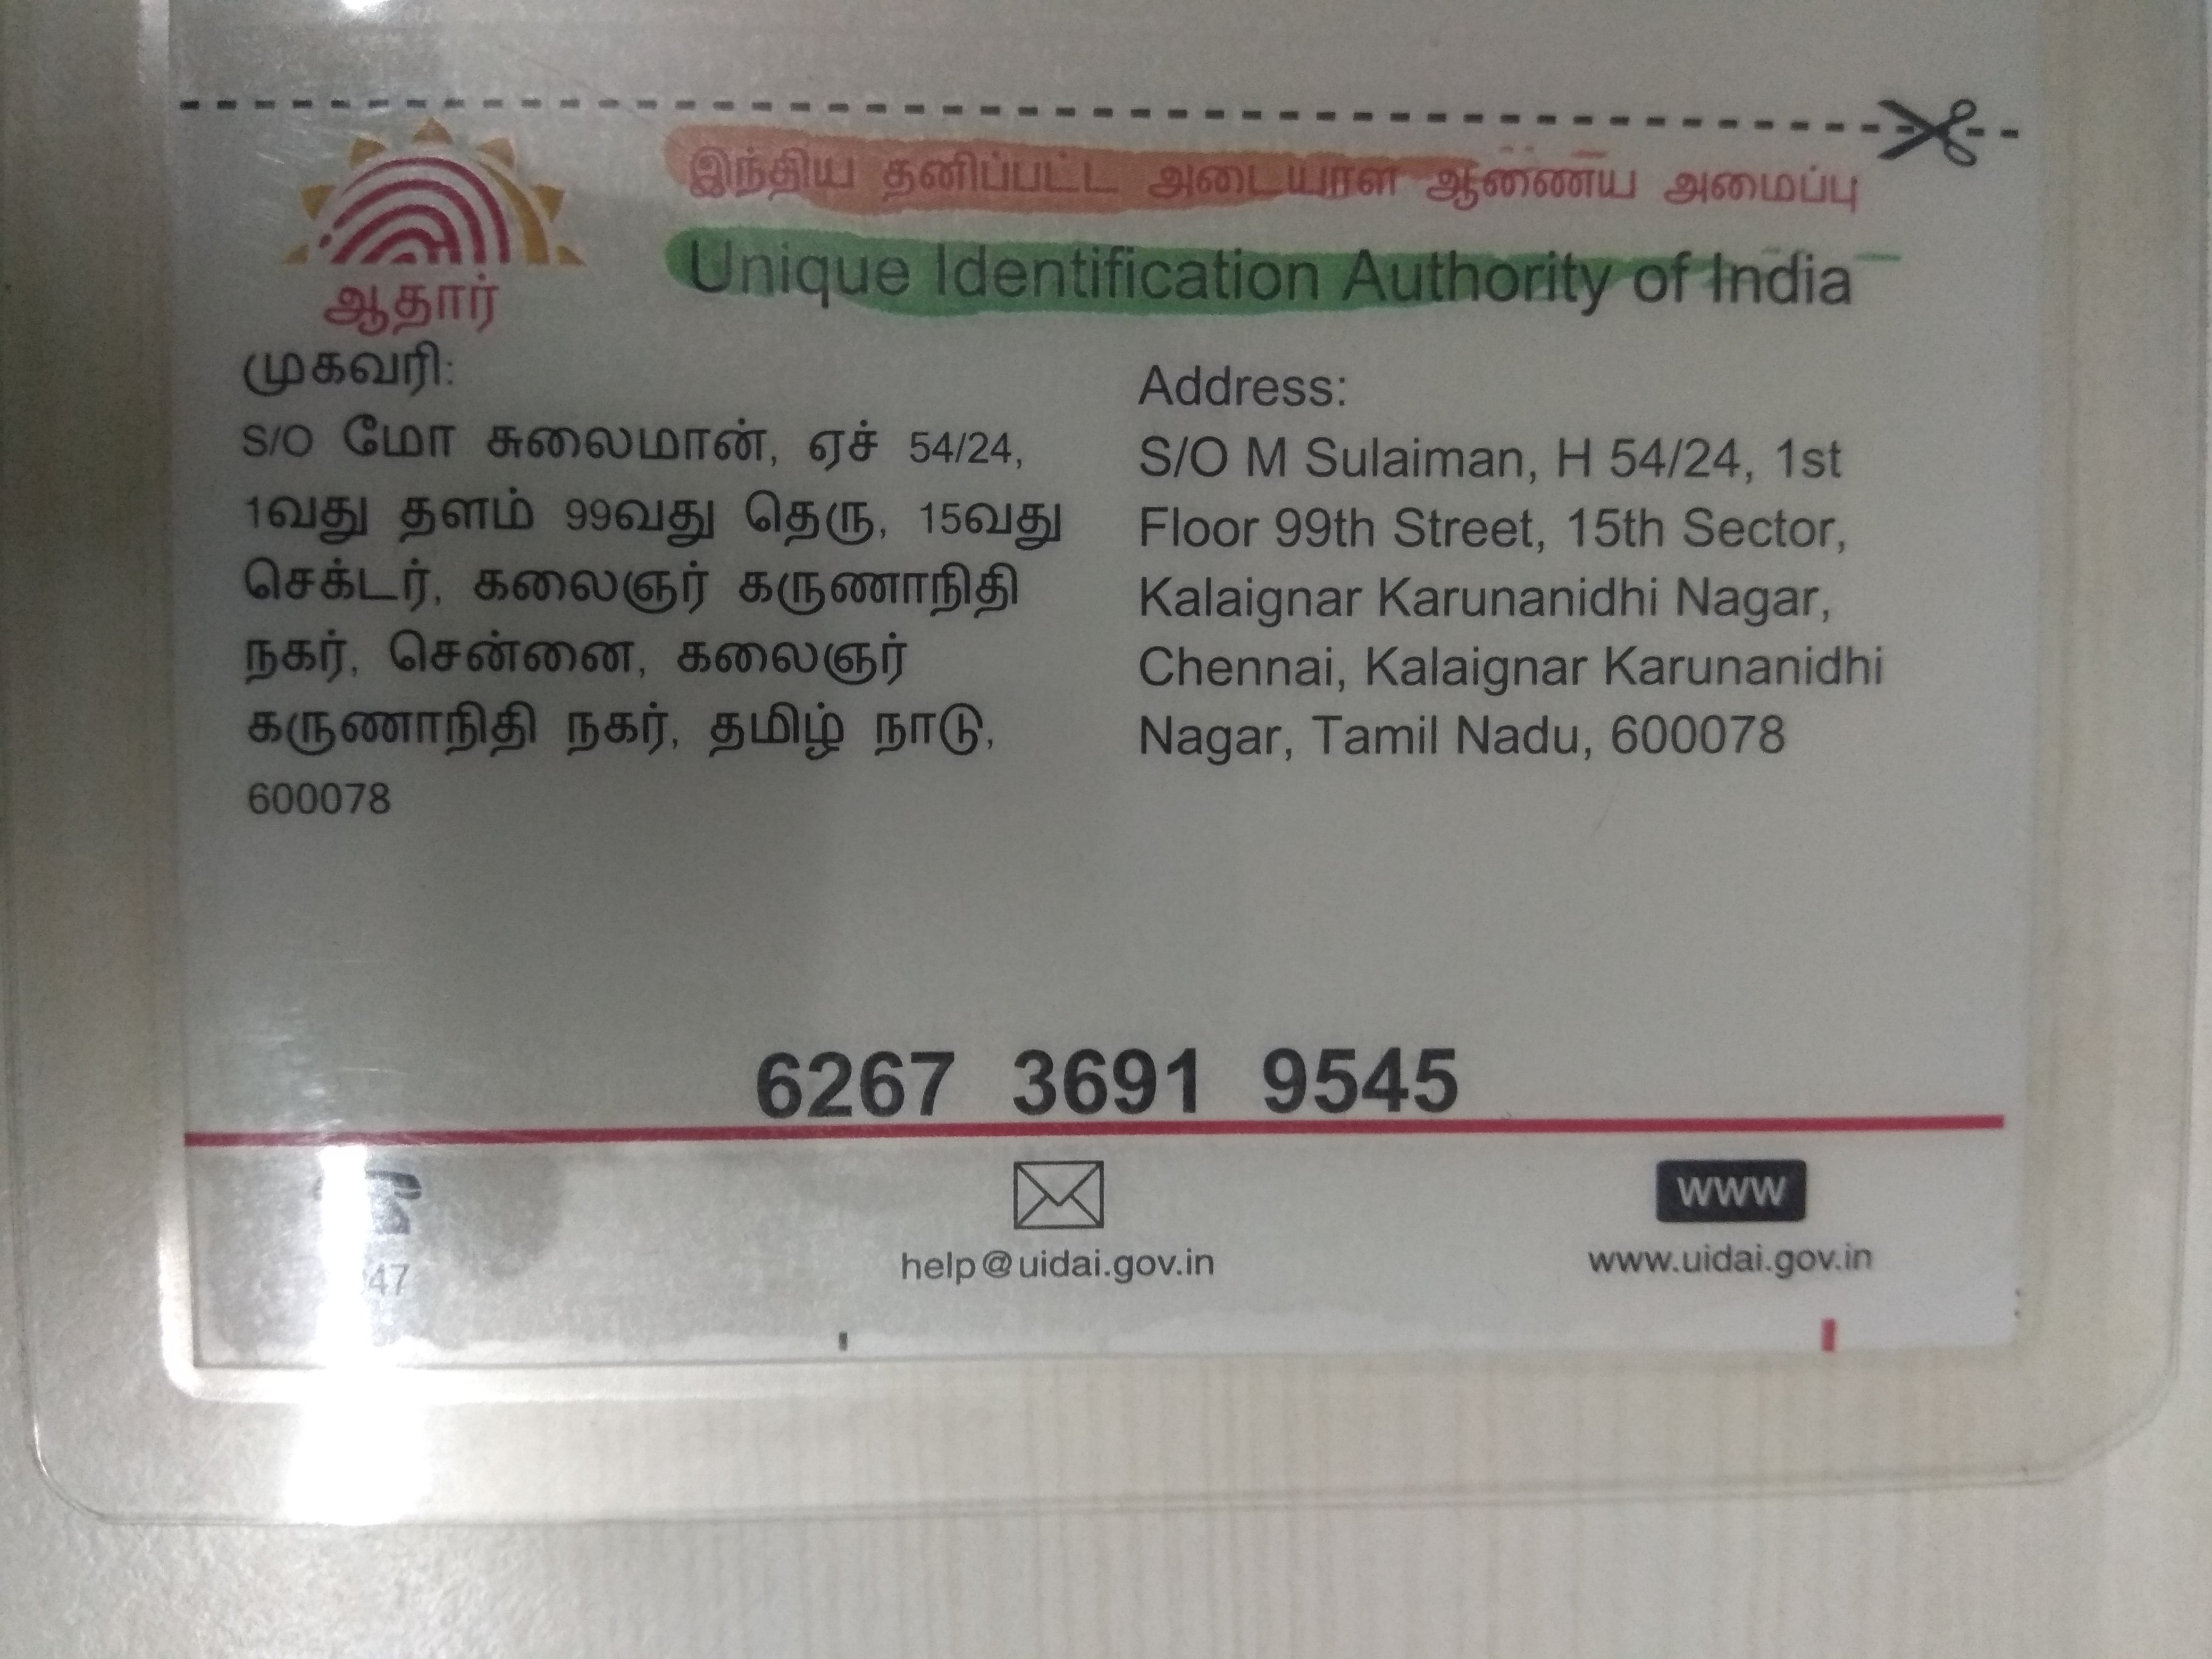 இந்திய தனிப்பட்ட அடையாள ஆணைய அமைப்பு
Unique Identification Authority of India
ஆதார்
முகவரி:
S/O மோ சுலைமான், ஏச் 54/24,
1வது தளம் 99வது தெரு, 15வது
செக்டர், கலைஞர் கருணாநிதி
நகர், சென்னை, கலைஞர்
கருணாநிதி நகர், தமிழ் நாடு,
600078
Address:
S/O M Sulaiman, H 54/24, 1st
Floor 99th Street, 15th Sector,
Kalaignar Karunanidhi Nagar,
Chennai, Kalaignar Karunanidhi
Nagar, Tamil Nadu, 600078
6267 3691 9545
help@uidai.gov.in
www
www.uidai.gov.in